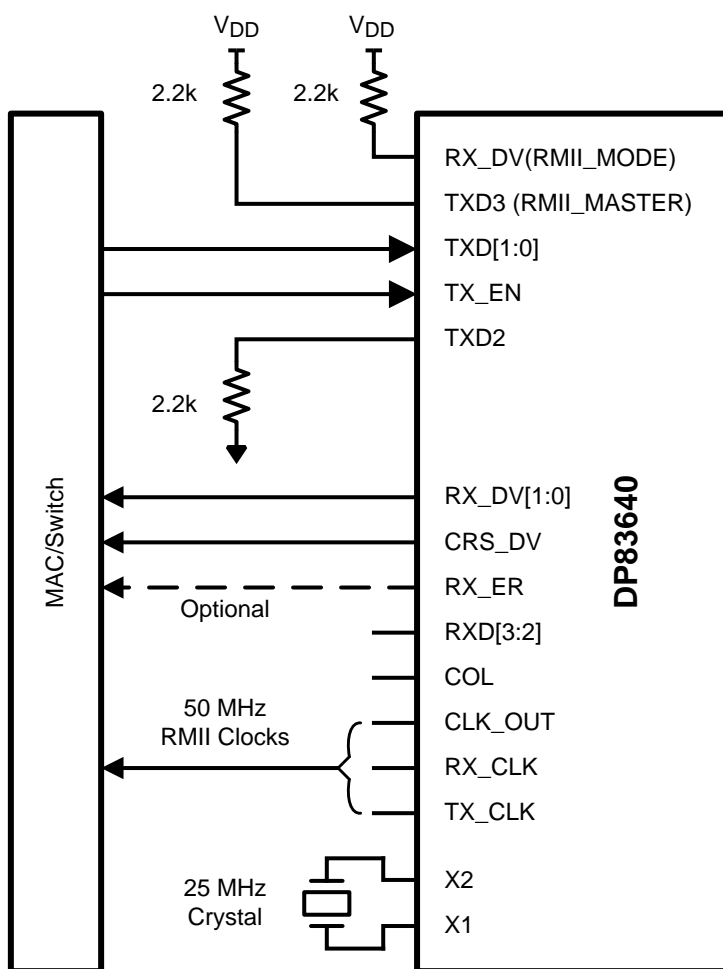 VDD
VDD
2.2k
2.2k
RX_DV(RMII_MODE)
TXD3 (RMII_MASTER)
TXD[1:0]
TX_EN
TXD2
2.2k
MAC/Switch
DP83640
RX_DV[1:0]
CRS_DV
RX_ER
Optional
RXD[3:2]
COL
50 MHz
RMII Clocks
CLK_OUT
RX_CLK
TX_CLK
25 MHz
Crystal
X2
X1